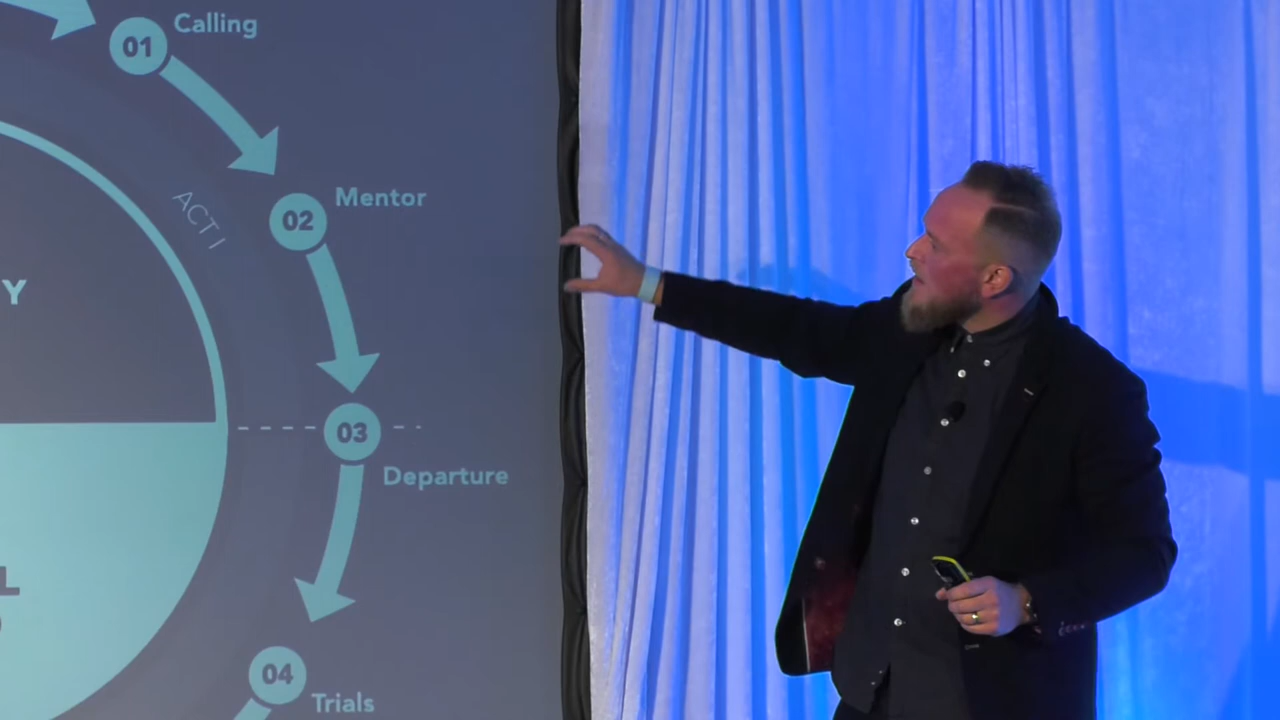 01 Calling
ACT I
02 Mentor
Y
03
Departure
L
04
Trials